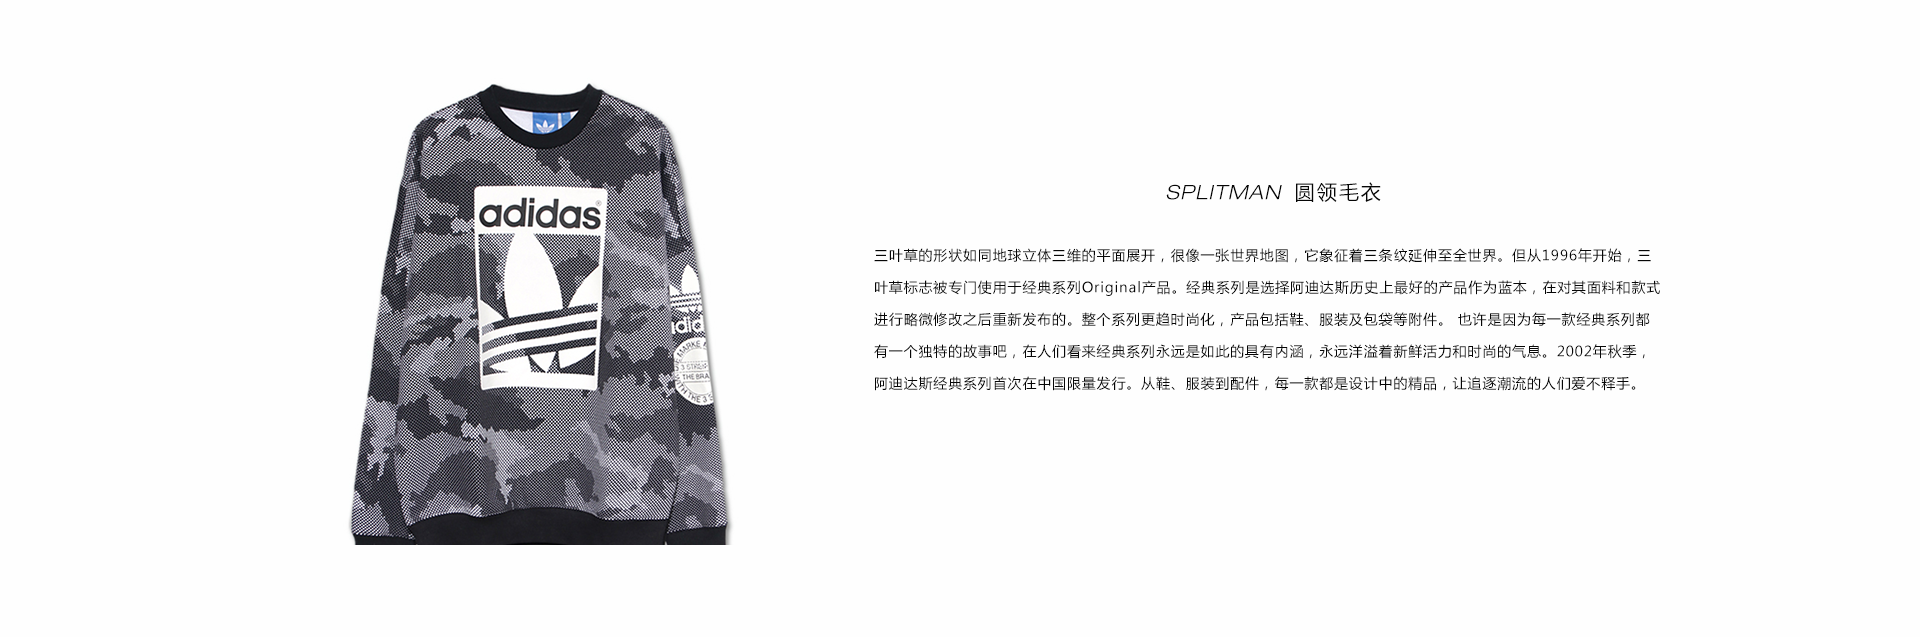 adidas
SPLITMAN 圆领毛衣
三叶草的形状如同地球立体三维的平面展开，很像一张世界地图，它象征着三条纹延伸至全世界。但从1996年开始，三
叶草标志被专门使用于经典系列Original产品。经典系列是选择阿迪达斯历史上最好的产品作为蓝本，在对其面料和款式
进行略微修改之后重新发布的。整个系列更趋时尚化，产品包括鞋、服装及包袋等附件。 也许是因为每一款经典系列都
有一个独特的故事吧，在人们看来经典系列永远是如此的具有内涵，永远洋溢着新鲜活力和时尚的气息。2002年秋季，
阿迪达斯经典系列首次在中国限量发行。从鞋、服装到配件，每一款都是设计中的精品，让追逐潮流的人们爱不释手。